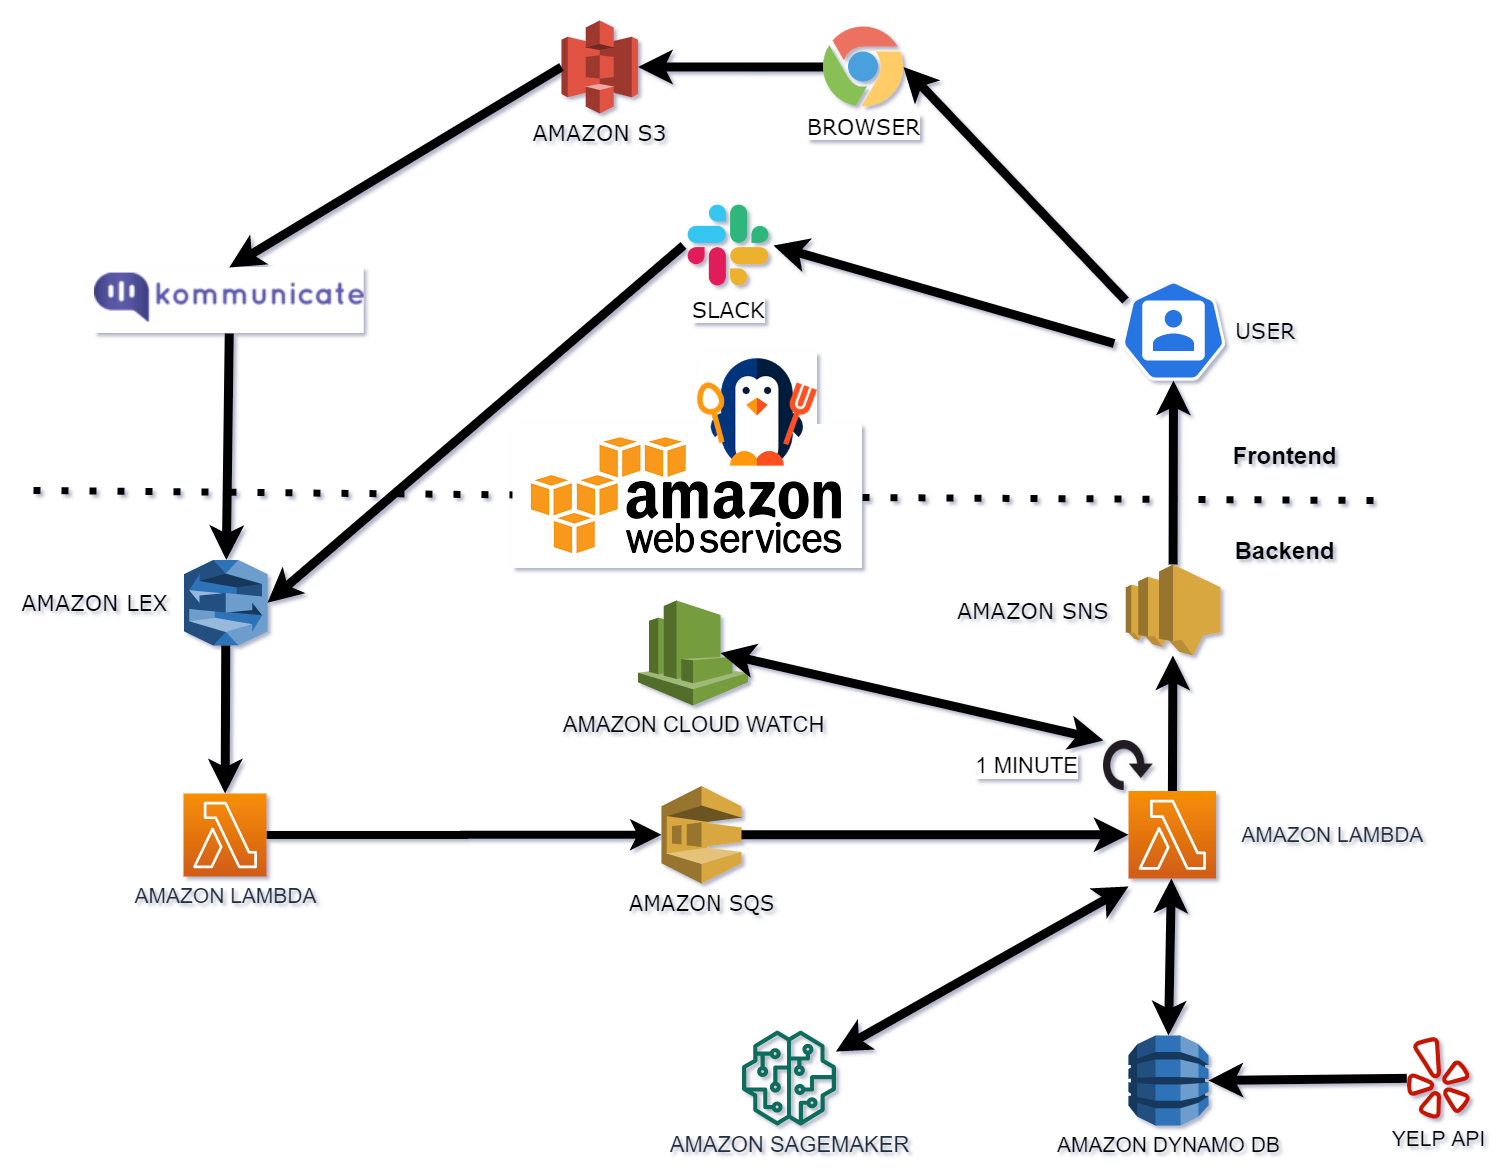 AMAZON S3
BROWSER
kommunicate
SLACK
USER
Frontend
amazon
web services
Backend
AMAZON LEX
AMAZON SNS
AMAZON CLOUD WATCH
1 MINUTE
AMAZON LAMBDA
AMAZON LAMBDA
AMAZON SQS
AMAZON SAGEMAKER
AMAZON DYNAMO DB
YELP API